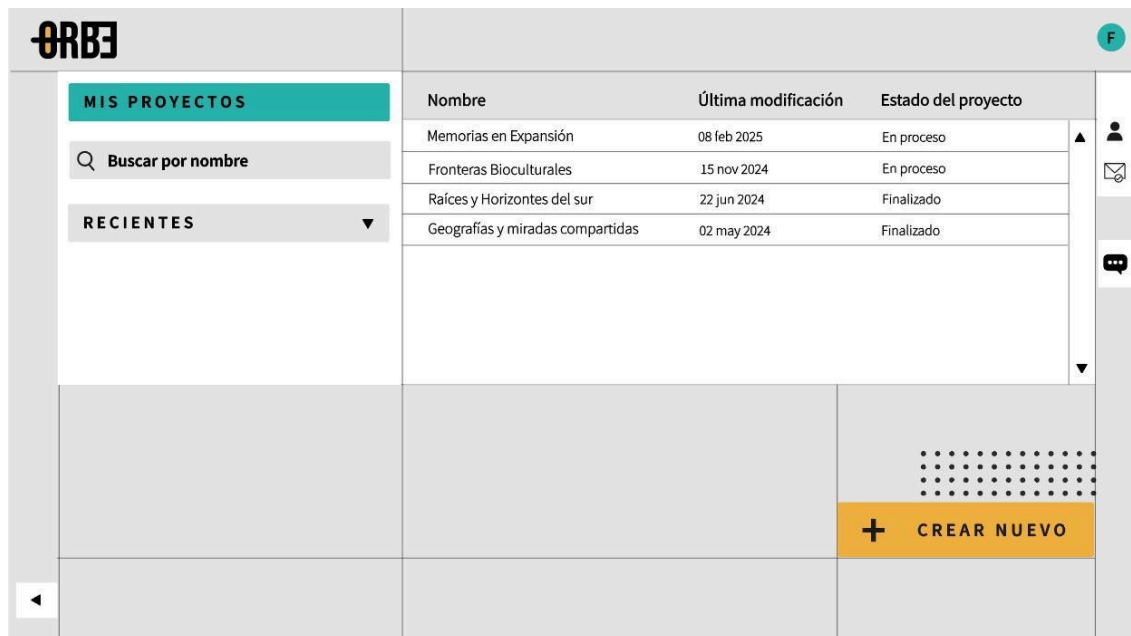 ORBE
F
MIS PROYECTOS
Buscar por nombre
RECIENTES
Nombre Última modificación Estado del proyecto
Memorias en Expansión 08 feb 2025 En proceso
Fronteras Bioculturales 15 nov 2024 En proceso
Raíces y Horizontes del sur 22 jun 2024 Finalizado
Geografías y miradas compartidas 02 may 2024 Finalizado
+ CREAR NUEVO